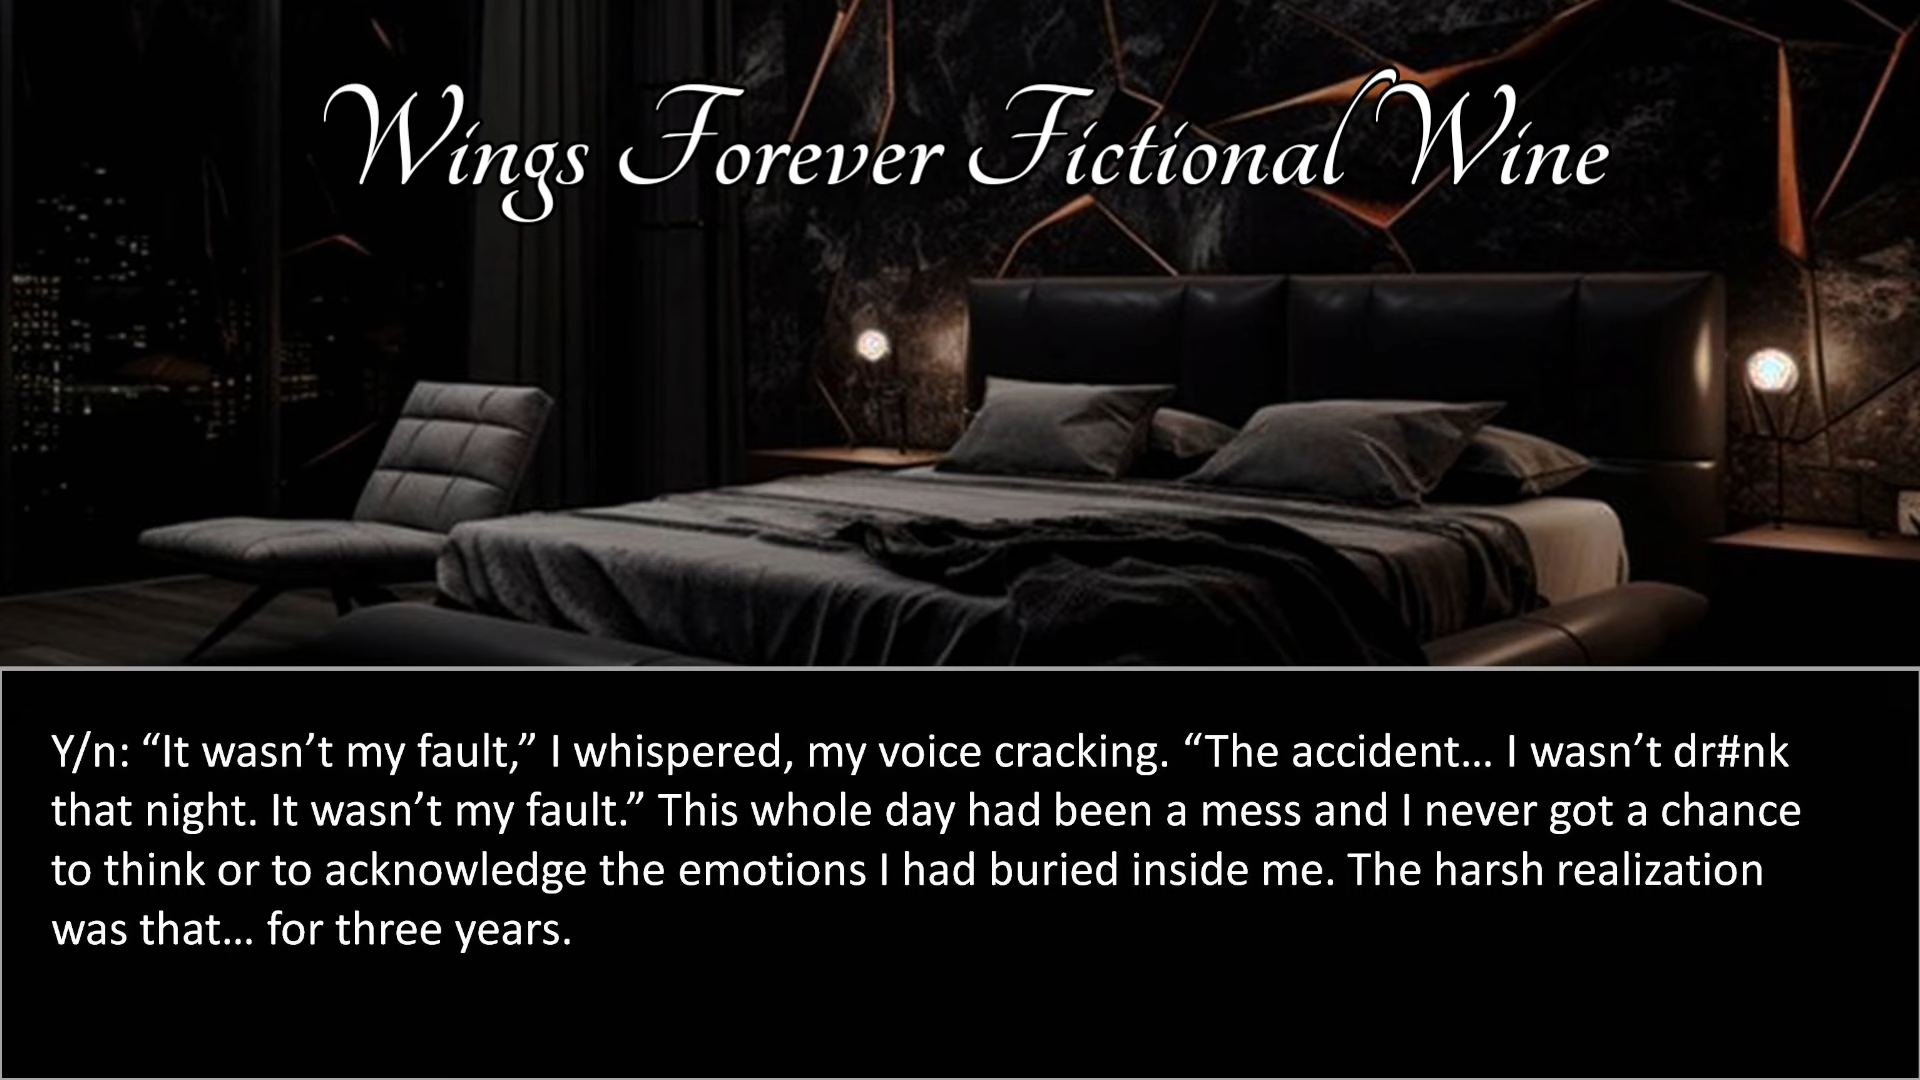 Wings Forever Fictional Wine
Y/n: “It wasn’t my fault,” I whispered, my voice cracking. “The accident… I wasn’t dr#nk
that night. It wasn’t my fault.” This whole day had been a mess and I never got a chance
to think or to acknowledge the emotions I had buried inside me. The harsh realization
was that… for three years.